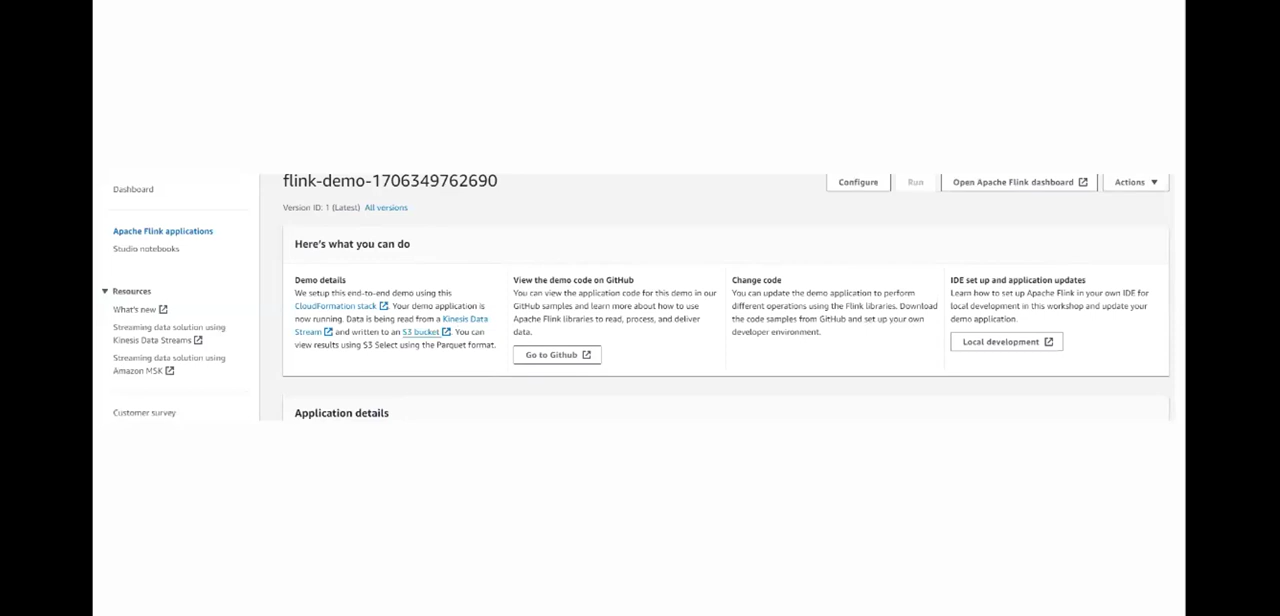 Dashboard
Apache Flink applications
Studio notebooks
Resources
What's new
Streaming data solution using
Kinesis Data Streams
Streaming data solution using
Amazon MSK
Customer survey
flink-demo-1706349762690
Configure
Run
Open Apache Flink dashboard
Actions
Version ID: 1 (Latest) All versions
Here's what you can do
Demo details
We setup this end-to-end demo using this
CloudFormation stack. Your demo application is
now running. Data is being read from a Kinesis Data
Stream and written to an S3 bucket. You can
view results using S3 Select using the Parquet format.
View the demo code on GitHub
You can view the application code for this demo in our
GitHub samples and learn more about how to use
Apache Flink libraries to read, process, and deliver
data.
Go to Github
Change code
You can update the demo application to perform
different operations using the Flink libraries. Download
the code samples from GitHub and set up your own
developer environment.
IDE set up and application updates
Learn how to set up Apache Flink in your own IDE for
local development in this workshop and update your
demo application.
Local development
Application details